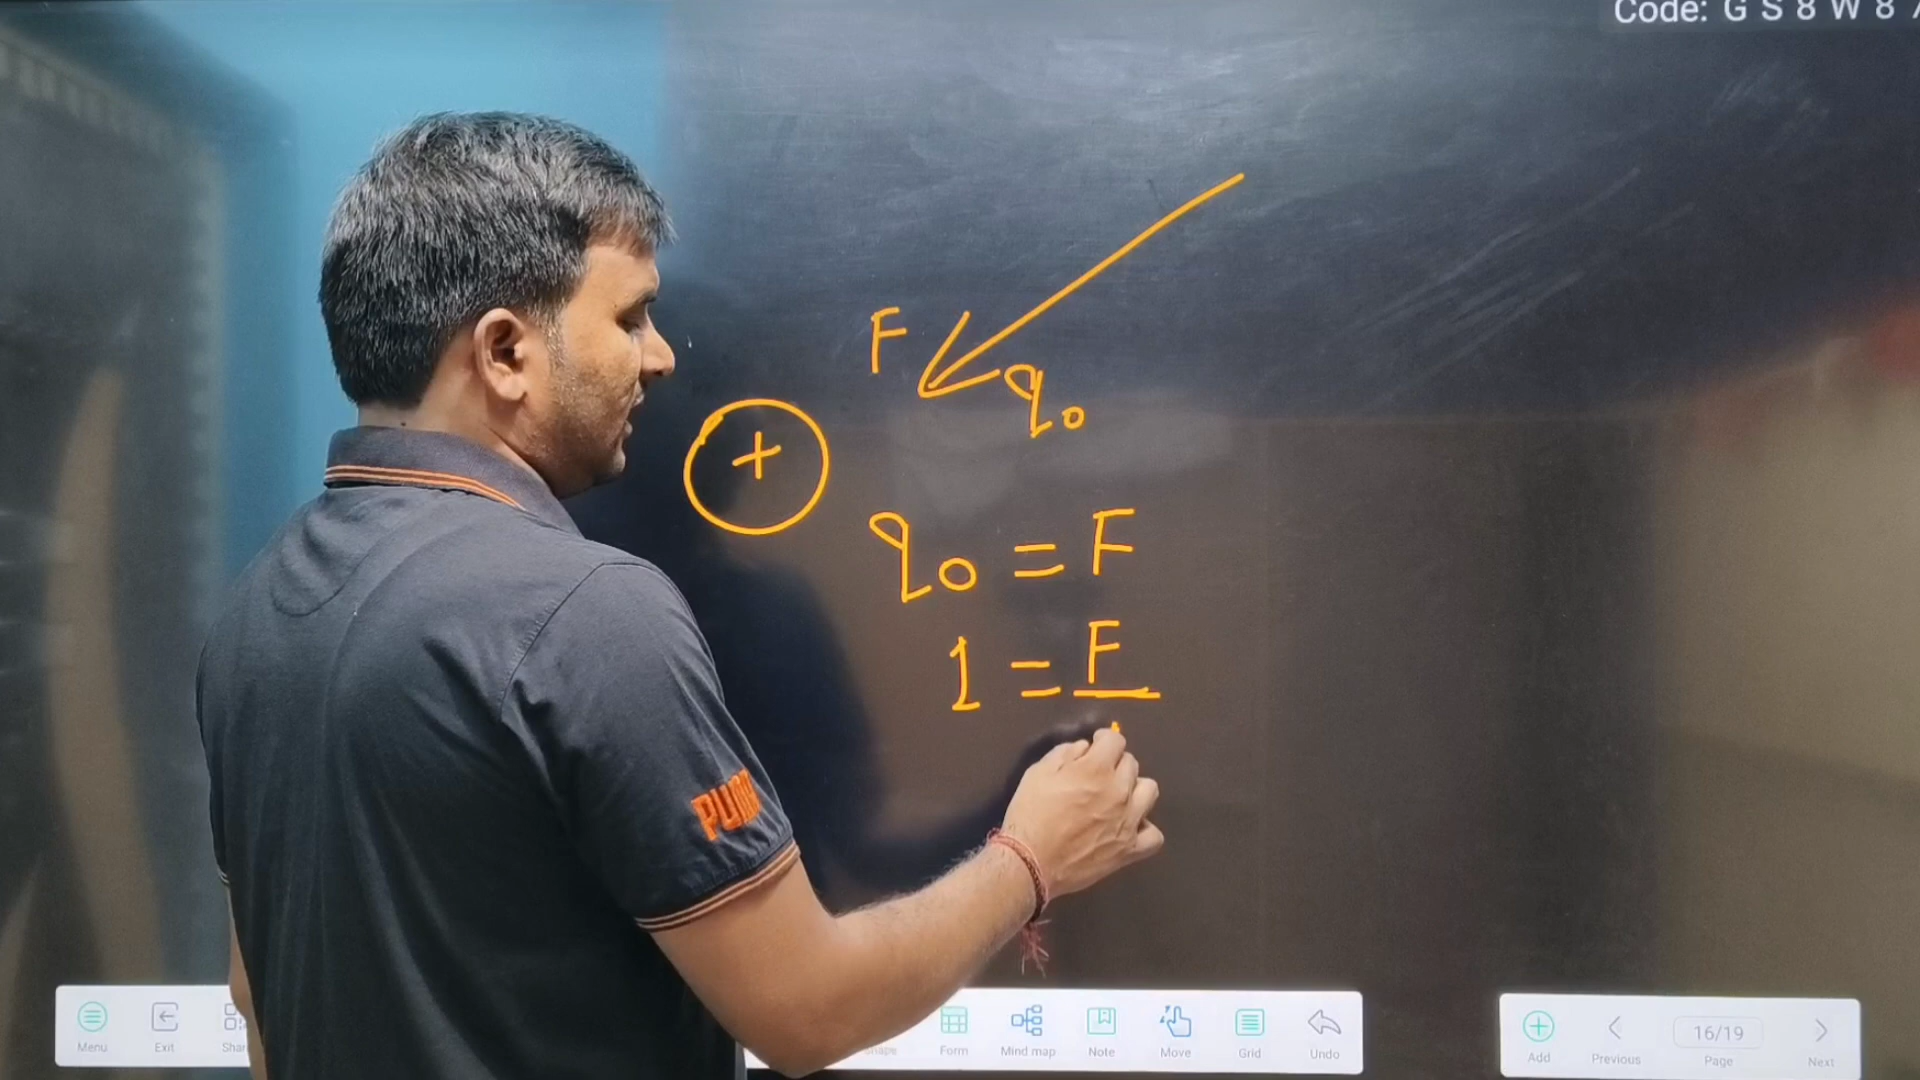 Code: G S 8 W 8
F
q₀
+
q₀ = F
1 = F
PUMA
Menu
Exit
Form
Mind map
Note
Move
Grid
Undo
Add
Previous
16/19
Page
Next